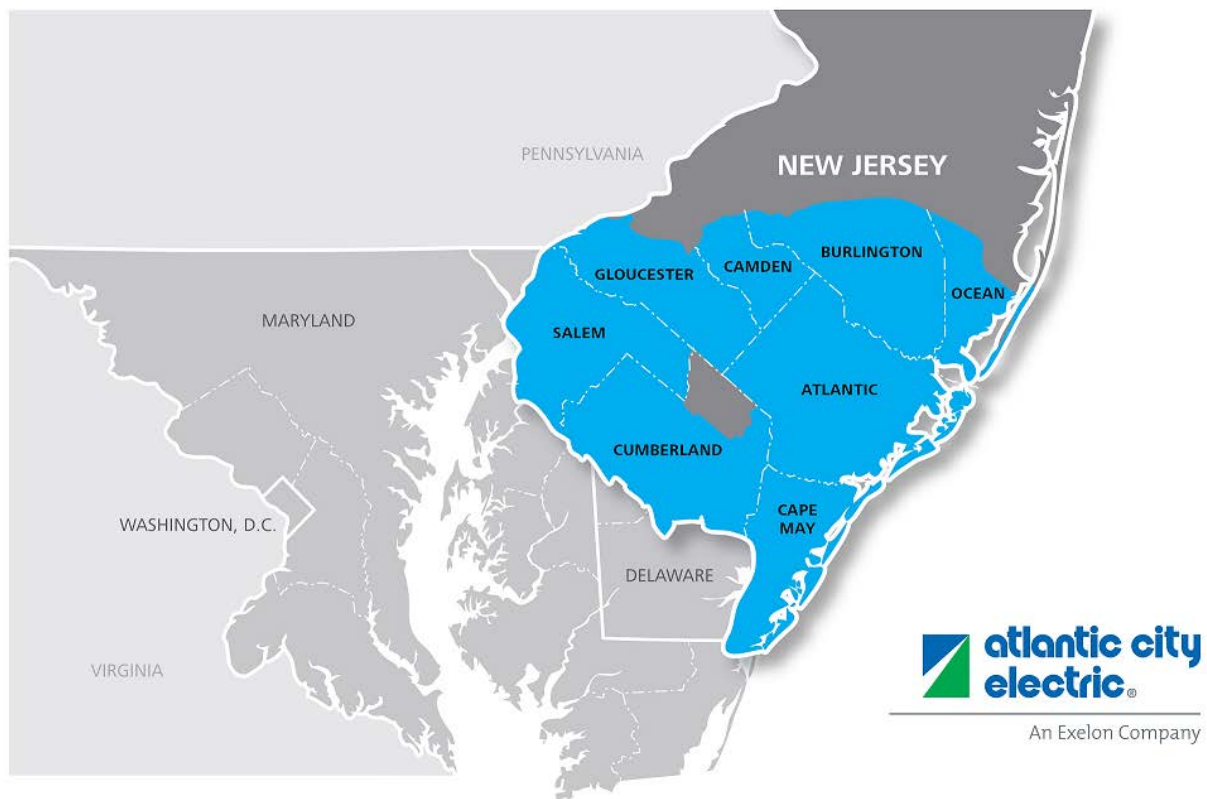 PENNSYLVANIA
NEW JERSEY
BURLINGTON
CAMDEN
GLOUCESTER
OCEAN
MARYLAND
SALEM
ATLANTIC
CUMBERLAND
CAPE
MAY
WASHINGTON, D.C.
DELAWARE
VIRGINIA
atlantic city
electric®
An Exelon Company